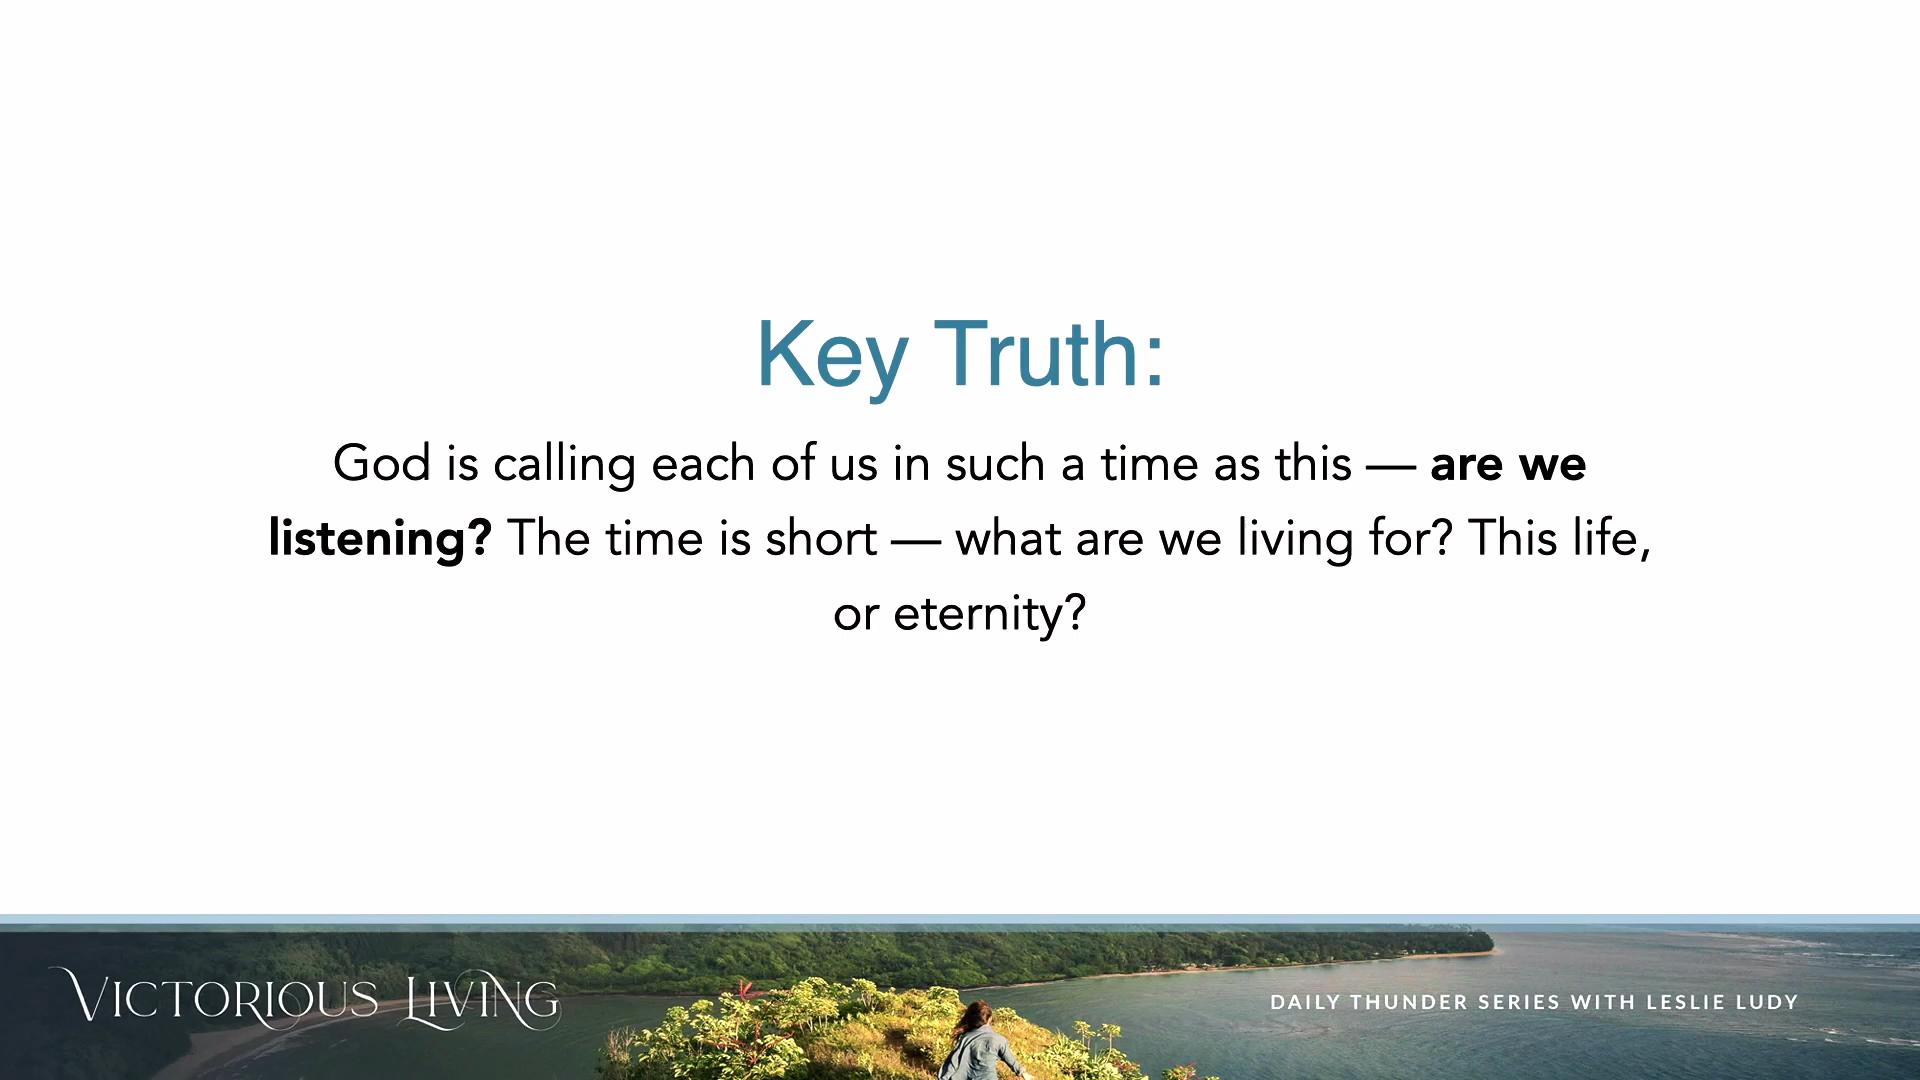 Key Truth:
God is calling each of us in such a time as this — are we
listening? The time is short — what are we living for? This life,
or eternity?
VICTORIOUS LIVING
DAILY THUNDER SERIES WITH LESLIE LUDY